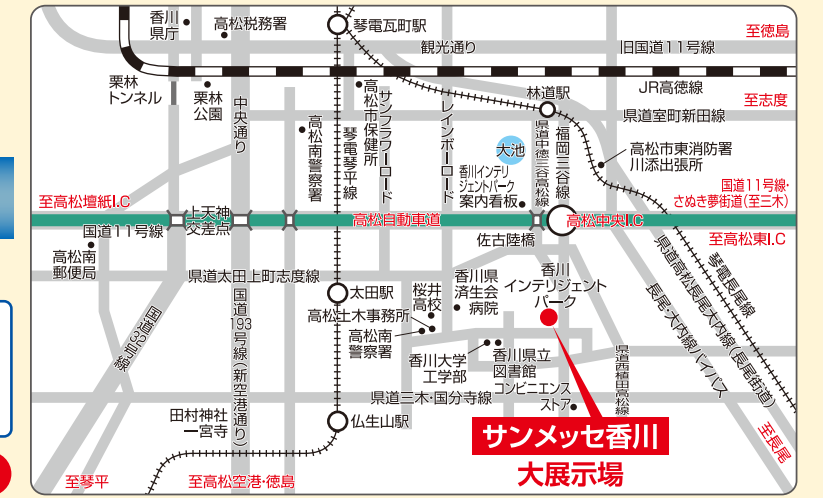 香川
県庁
高松税務署
琴電瓦町駅
観光通り
旧国道11号線
至徳島
栗林
トンネル
栗林
公園
中央通り
高松南警察署
琴電琴平線
高松市保健所
サンフラワーロード
レインボーロード
林道駅
JR高徳線
至志度
県道室町新田線
大池
県道中徳三谷高松線
福岡三谷線
高松市東消防署
川添出張所
香川インテリ
ジェントパーク
案内看板
国道11号線・
さぬき夢街道(至三木)
至高松壇紙I.C
上天神
交差点
高松自動車道
高松中央I.C
国道11号線
佐古陸橋
至高松東I.C
高松南
郵便局
県道太田上町志度線
国道32号線
国道193号線(新空港通り)
太田駅
高松土木事務所
高松南
警察署
桜井
高校
香川県
済生会
病院
香川
インテリジェント
パーク
琴電長尾線
県道高松長尾大内線(長尾街道)
長尾・大内線バイパス
香川大学
工学部
香川県立
図書館
コンビニエンス
ストア
県道西植田高松線
県道三木・国分寺線
田村神社
一宮寺
仏生山駅
サンメッセ香川
大展示場
至長尾
至琴平
至高松空港・徳島